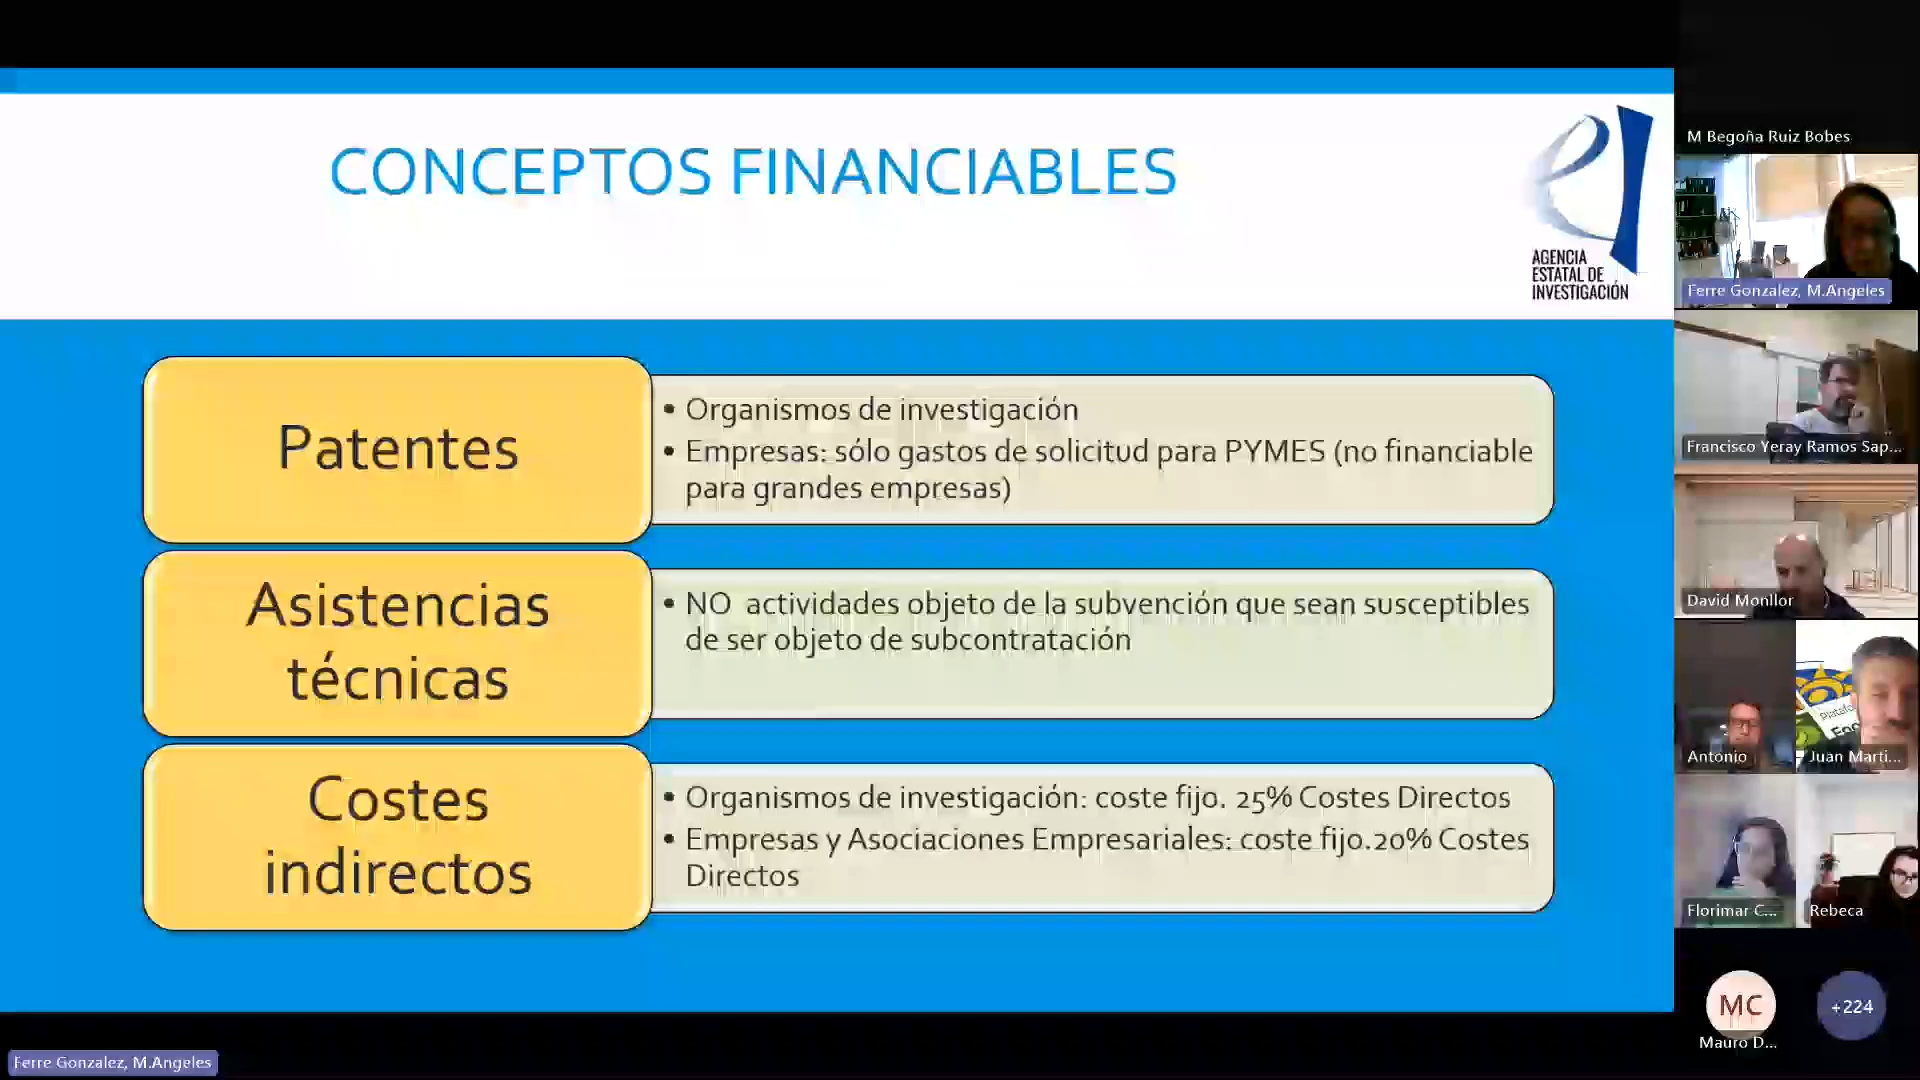 CONCEPTOS FINANCIABLES
AGENCIA
ESTATAL DE
INVESTIGACIÓN
Patentes
• Organismos de investigación
• Empresas: sólo gastos de solicitud para PYMES (no financiable
para grandes empresas)
Asistencias
técnicas
• NO actividades objeto de la subvención que sean susceptibles
de ser objeto de subcontratación
Costes
indirectos
• Organismos de investigación: coste fijo. 25% Costes Directos
• Empresas y Asociaciones Empresariales: coste fijo.20% Costes
Directos
M Begoña Ruiz Bobes
Ferre Gonzalez, M.Angeles
Francisco Yeray Ramos Sap...
David Monllor
Antonio
Juan Marti...
Florimar C...
Rebeca
MC
+224
Mauro D...
Ferre Gonzalez, M.Angeles